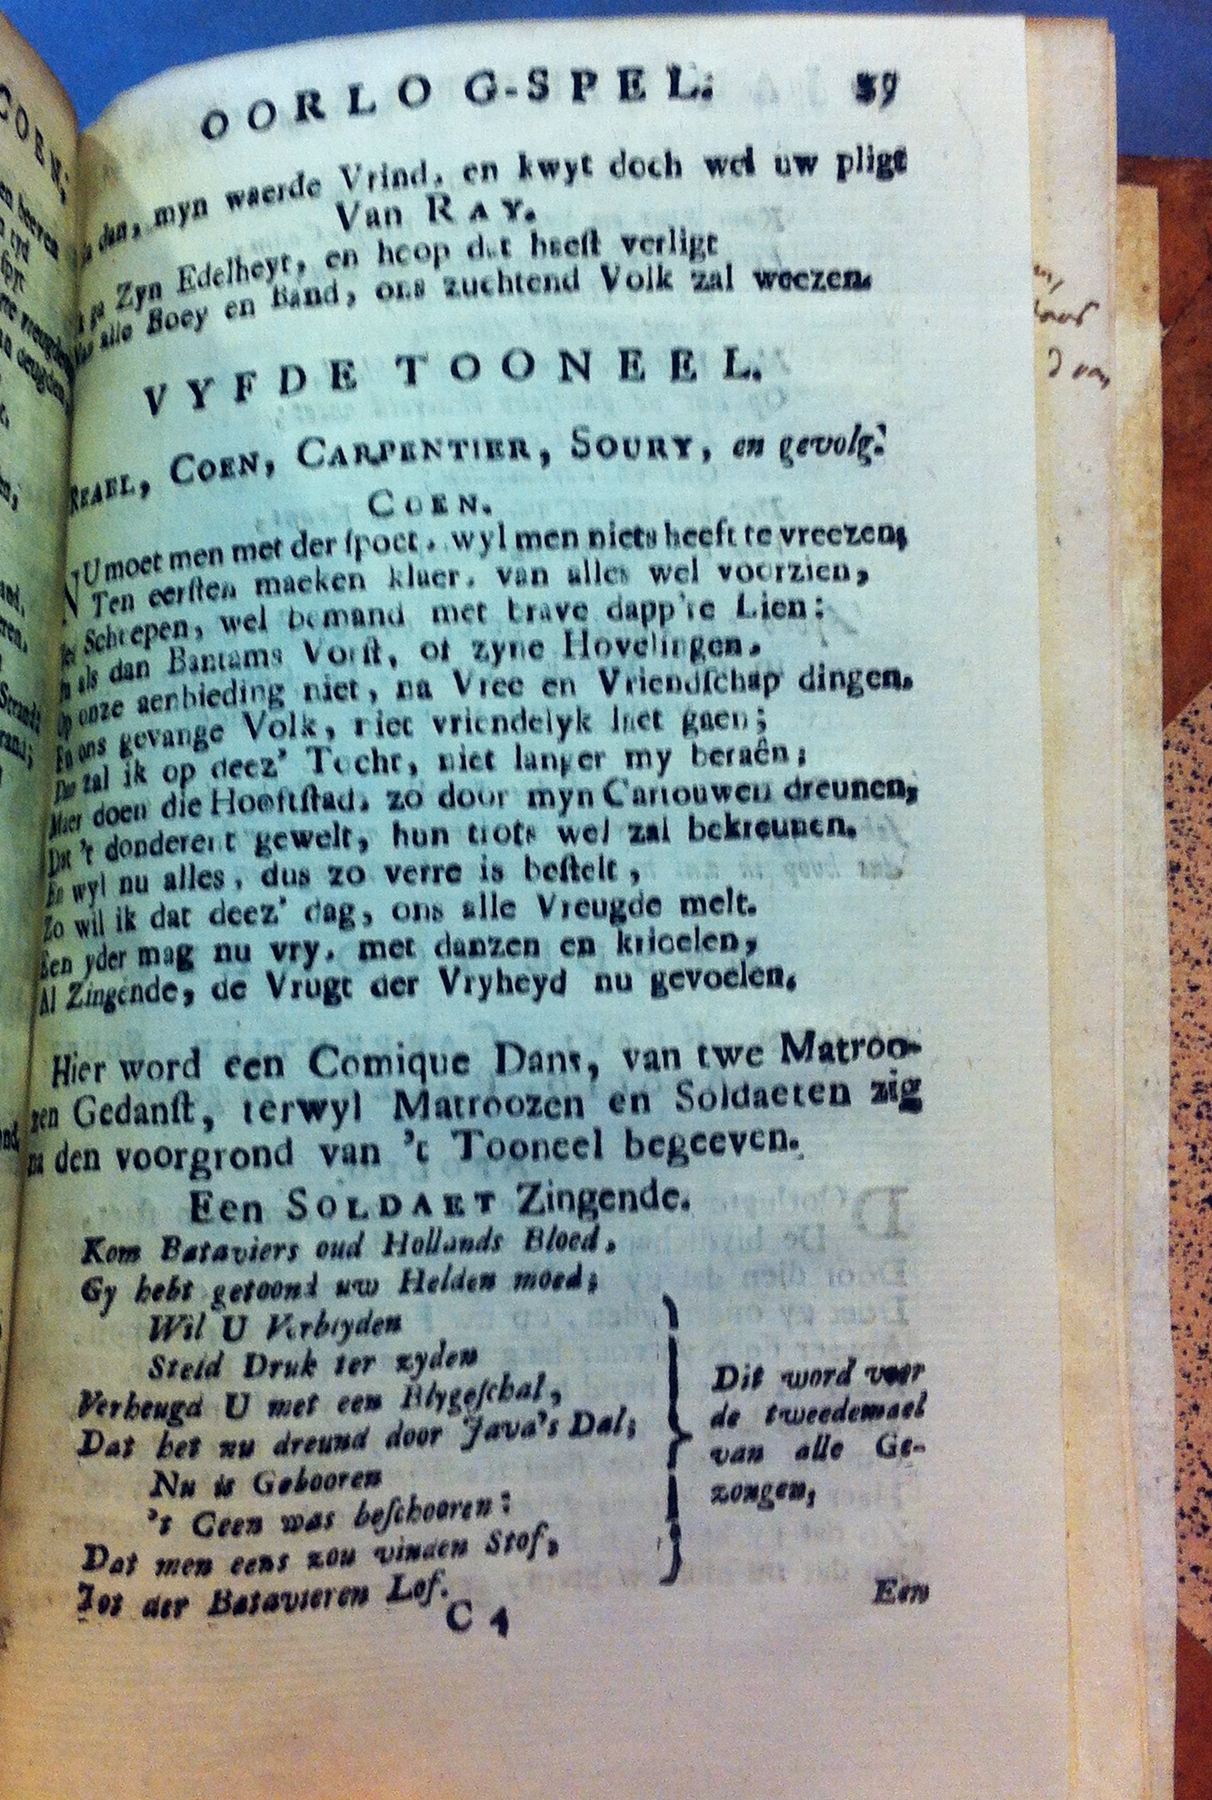 OORLOG-SPEL. 39
dan, myn waerde Vrind, en kwyt doch wel uw pligt
Van RAY.
ga Zyn Edelheyt, en hoop dat haest verligt
alle Boey en Band, ons zuchtend Volk zal weezen.
VYFDE TOONEEL.
REAEL, COEN, CARPENTIER, SOURY, en gevolg.
COEN.
NU moet men met der spoet, wyl men niets heeft te vreezen,
Ten eersten maeken klaer, van alles wel voorzien,
Scheepen, wel bemand met brave dapp're Lien:
als dan Bantams Vorst, of zyne Hovelingen,
Op onze aenbieding niet, na Vree en Vriendschap dingen,
En ons gevange Volk, niet vriendelyk laet gaen;
Dan zal ik op deez' Tocht, niet langer my beraên;
Maer doen die Hooftstad, zo door myn Cartouwen dreunen,
Dat 't donderent gewelt, hun trots wel zal bekreunen.
En wyl nu alles, dus zo verre is bestelt,
Zo wil ik dat deez' dag, ons alle Vreugde melt.
Een yder mag nu vry, met danzen en krioelen,
Al Zingende, de Vrugt der Vryheyd nu gevoelen.
Hier word een Comique Dans, van twe Matroo-
zen Gedanst, terwyl Matroozen en Soldaeten zig
na den voorgrond van 't Tooneel begeeven.
Een SOLDAET Zingende.
Kom Bataviers oud Hollands Bloed,
Gy hebt getoond uw Helden moed;
Wil U Verblyden
Steld Druk ter zyden
Verheugd U met een Blygeschal,
Dat het nu dreund door Java's Dal;
Nu is Gebooren
't Geen was beschooren:
Dat men eens zou vinden Stof,
Tot der Batavieren Lof.
Dit word voor
de tweedemael
van alle Ge-
zongen,
C 4
Een